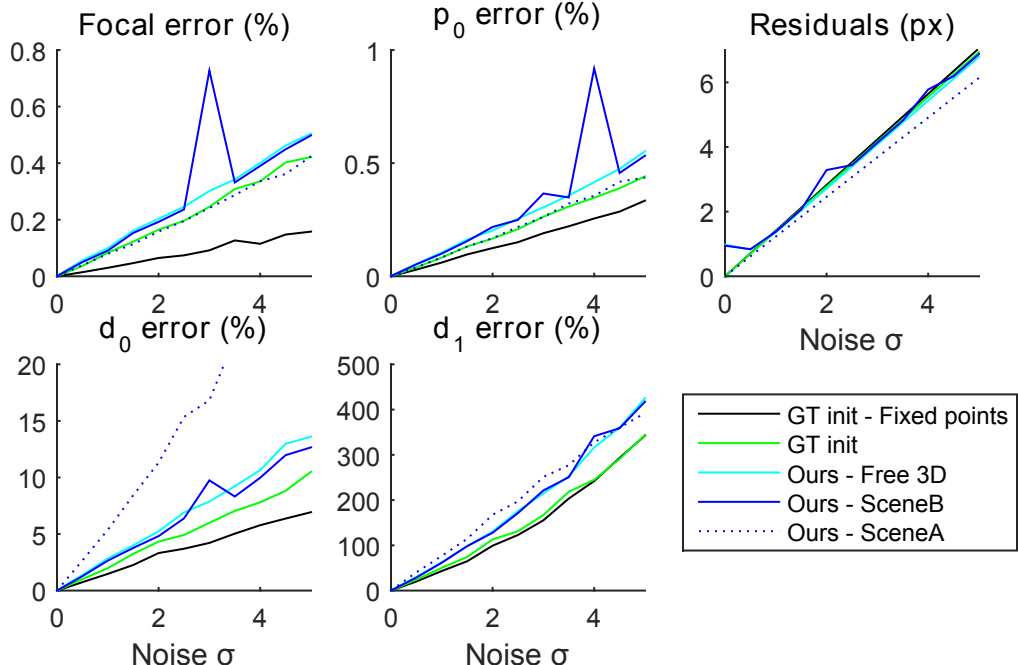 Focal error (%)
0.8
0.6
0.4
0.2
0
0 2 4
p₀ error (%)
1
0.5
0
0 2 4
Residuals (px)
6
4
2
0
0 2 4
Noise σ
d₀ error (%)
20
15
10
5
0
0 2 4
Noise σ
d₁ error (%)
500
400
300
200
100
0
0 2 4
Noise σ
GT init - Fixed points
GT init
Ours - Free 3D
Ours - SceneB
Ours - SceneA